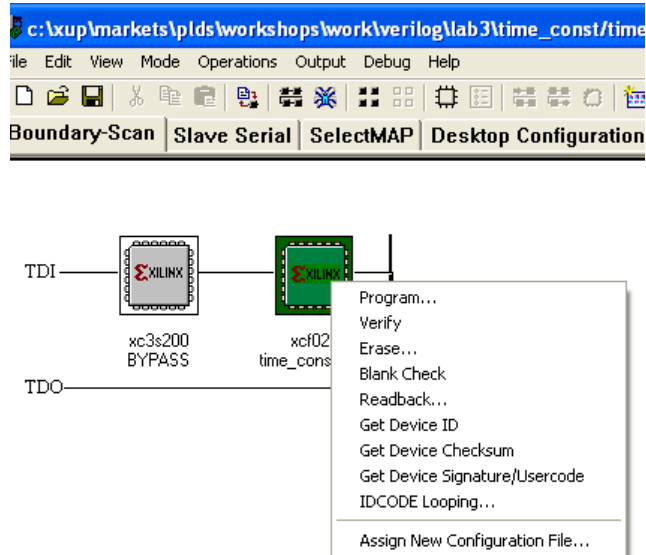 c:\xup\markets\plds\workshops\work\verilog\lab3\time_const/time
File Edit View Mode Operations Output Debug Help
Boundary-Scan Slave Serial SelectMAP Desktop Configuration
TDI
XILINX
XILINX
xc3s200
BYPASS
xcf02
time_cons
TDO
Program...
Verify
Erase...
Blank Check
Readback...
Get Device ID
Get Device Checksum
Get Device Signature/Usercode
IDCODE Looping...
Assign New Configuration File...